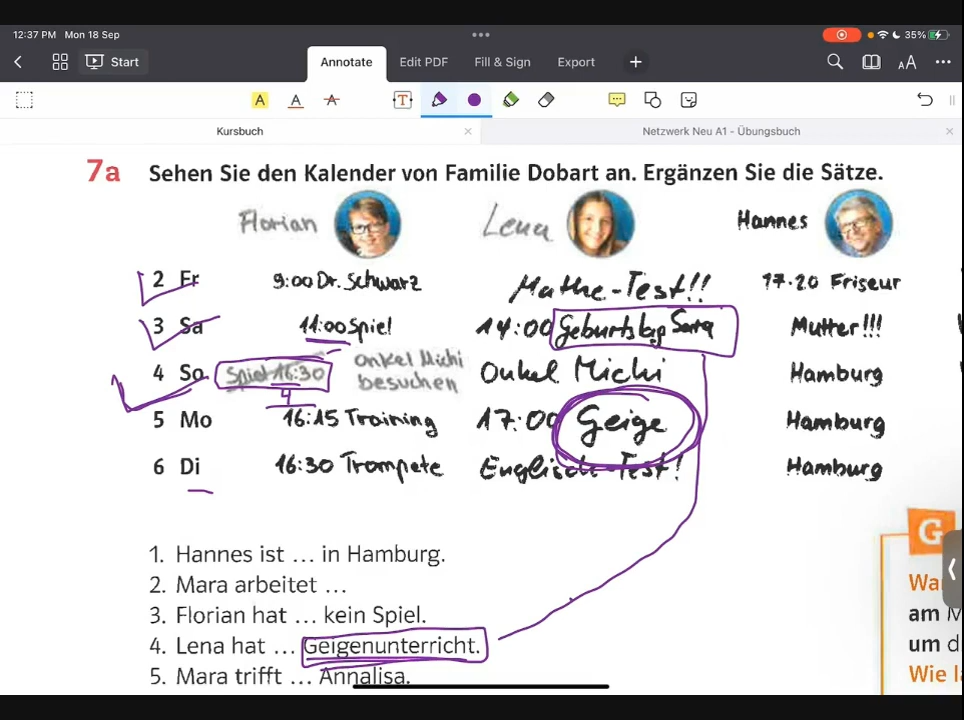 12:37 PM Mon 18 Sep 35%
Start Annotate Edit PDF Fill & Sign Export
Kursbuch Netzwerk Neu A1 - Übungsbuch
7a Sehen Sie den Kalender von Familie Dobart an. Ergänzen Sie die Sätze.
Florian Lena Hannes
2 Fr 9:00 Dr. Schwarz Mathe-Test!! 17.20 Friseur
3 Sa 11:00 Spiel 14:00 Geburtstag Sara Mutter!!!
4 So Spiel 16:30 Onkel Michi besuchen Onkel Michi Hamburg
4
5 Mo 16:15 Training 17:00 Geige Hamburg
6 Di 16:30 Trompete Englisch-Test! Hamburg
1. Hannes ist ... in Hamburg.
2. Mara arbeitet ...
3. Florian hat ... kein Spiel.
4. Lena hat ... Geigenunterricht.
5. Mara trifft ... Annalisa.
G
am
um